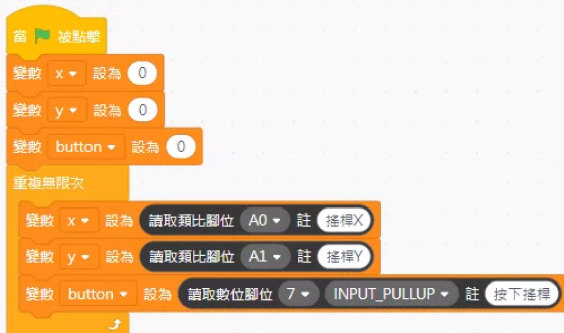 當 被點擊
變數 x 設為 0
變數 y 設為 0
變數 button 設為 0
重複無限次
變數 x 設為 讀取類比腳位 A0 註 搖桿X
變數 y 設為 讀取類比腳位 A1 註 搖桿Y
變數 button 設為 讀取數位腳位 7 INPUT_PULLUP 註 按下搖桿